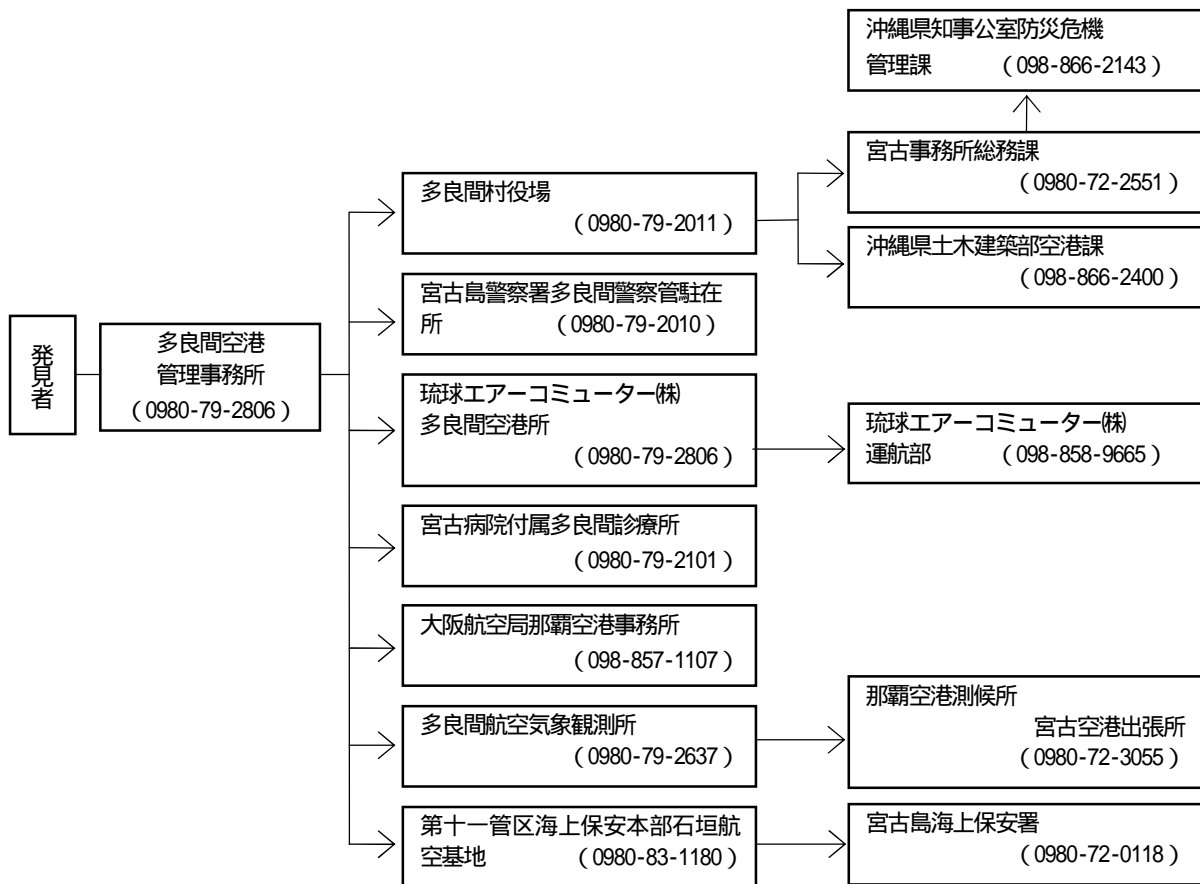 沖縄県知事公室防災危機
管理課 （098-866-2143）
宮古事務所総務課
（0980-72-2551）
多良間村役場
（0980-79-2011）
沖縄県土木建築部空港課
（098-866-2400）
宮古島警察署多良間警察管駐在
所 （0980-79-2010）
発見者
多良間空港
管理事務所
（0980-79-2806）
琉球エアーコミューター㈱
多良間空港所
（0980-79-2806）
琉球エアーコミューター㈱
運航部 （098-858-9665）
宮古病院付属多良間診療所
（0980-79-2101）
大阪航空局那覇空港事務所
（098-857-1107）
多良間航空気象観測所
（0980-79-2637）
那覇空港測候所
宮古空港出張所
（0980-72-3055）
第十一管区海上保安本部石垣航
空基地 （0980-83-1180）
宮古島海上保安署
（0980-72-0118）